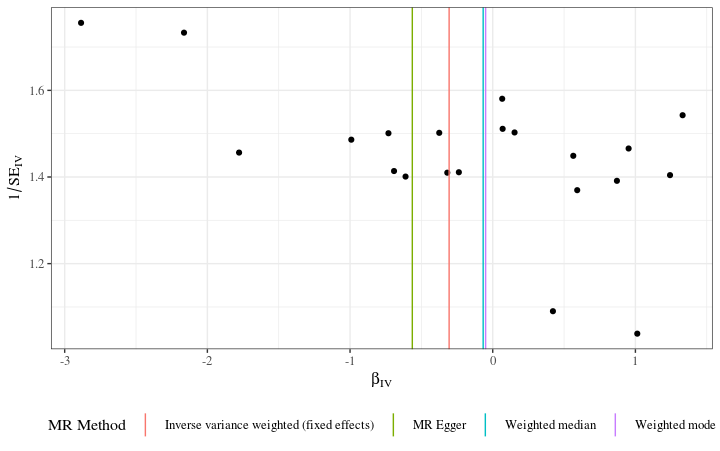 1/SE_IV
1.6
1.4
1.2
-3
-2
-1
0
1
β_IV
MR Method
Inverse variance weighted (fixed effects)
MR Egger
Weighted median
Weighted mode